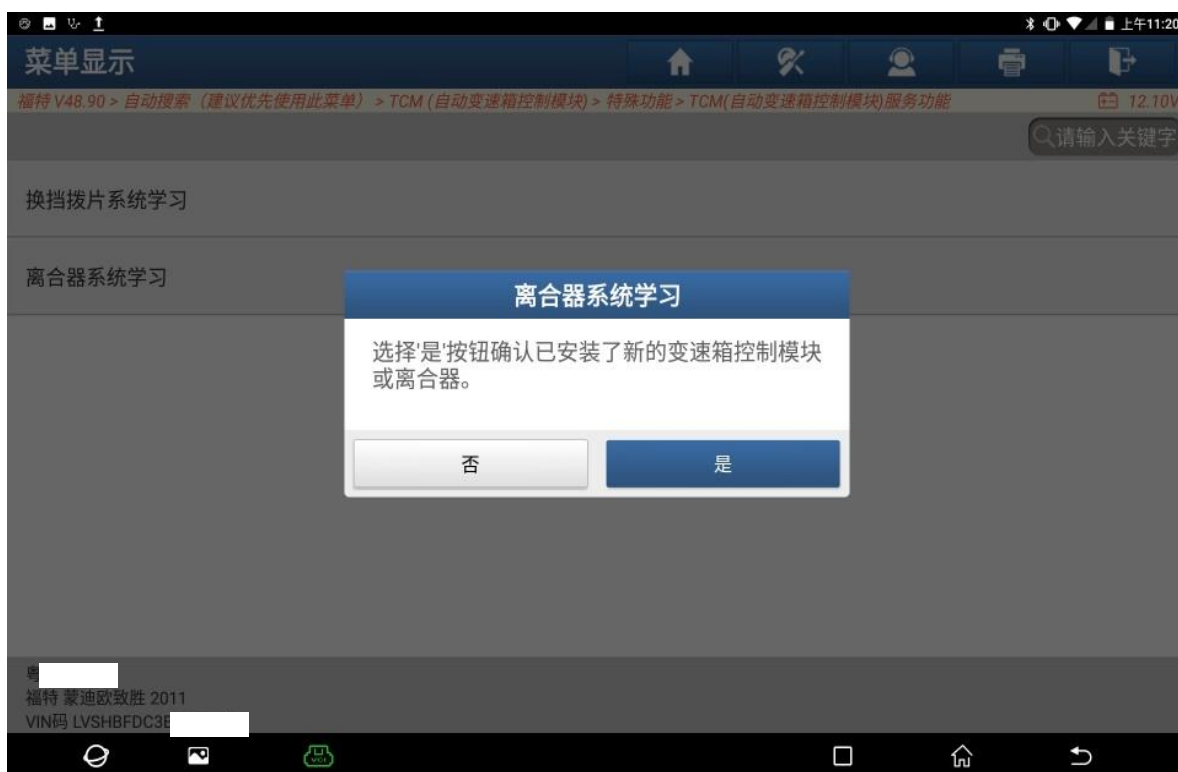 上午11:20
菜单显示
福特 V48.90 > 自动搜索（建议优先使用此菜单）> TCM (自动变速箱控制模块) > 特殊功能 > TCM(自动变速箱控制模块)服务功能 12.10V
请输入关键字
换挡拨片系统学习
离合器系统学习
离合器系统学习
选择'是'按钮确认已安装了新的变速箱控制模块
或离合器。
否 是
粤
福特 蒙迪欧致胜 2011
VIN码 LVSHBFDC3
VCI